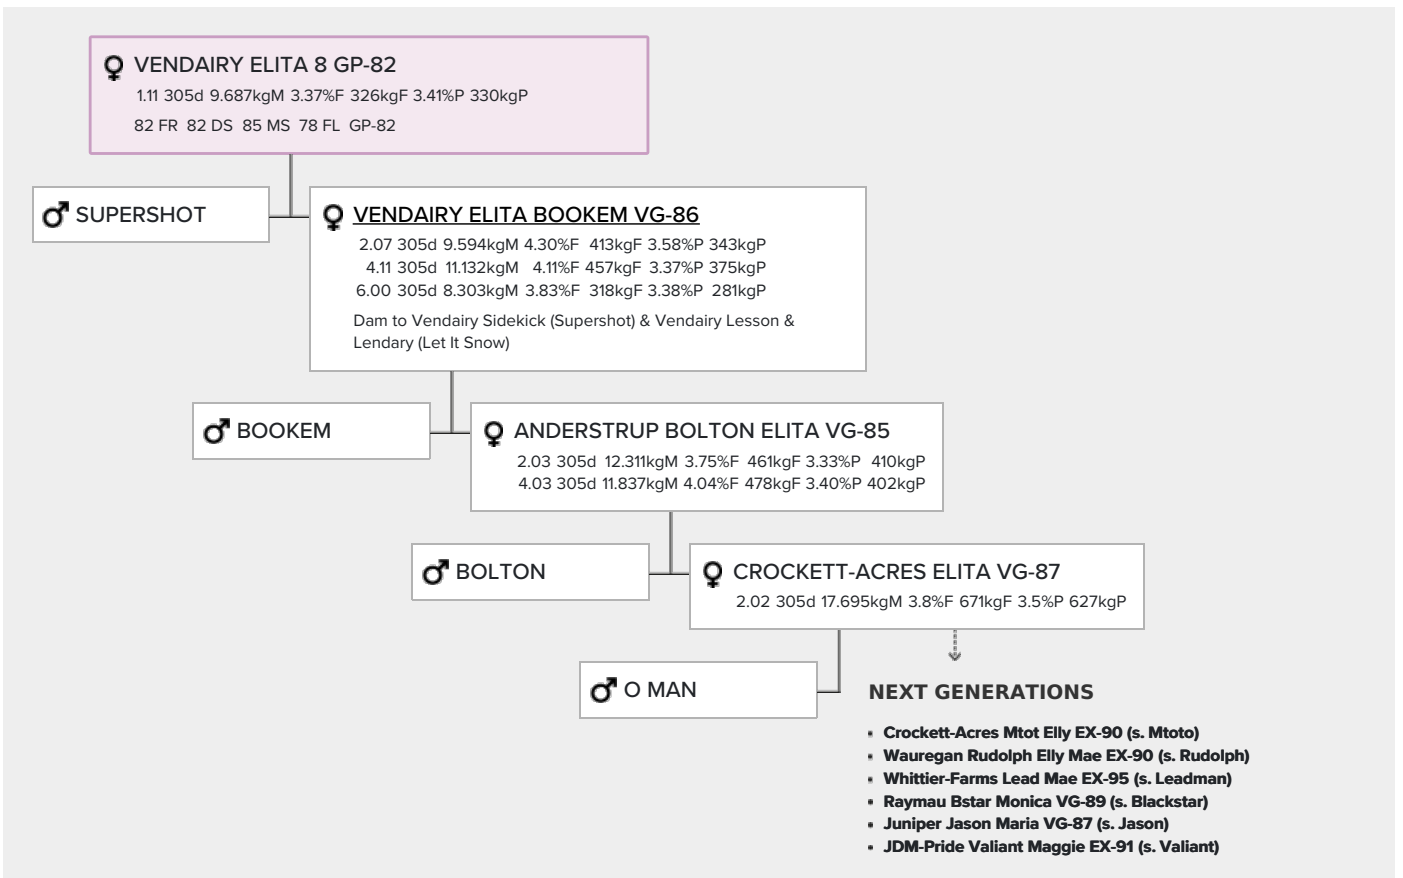 VENDAIRY ELITA 8 GP-82
1.11 305d 9.687kgM 3.37%F 326kgF 3.41%P 330kgP
82 FR 82 DS 85 MS 78 FL GP-82
SUPERSHOT
VENDAIRY ELITA BOOKEM VG-86
2.07 305d 9.594kgM 4.30%F 413kgF 3.58%P 343kgP
4.11 305d 11.132kgM 4.11%F 457kgF 3.37%P 375kgP
6.00 305d 8.303kgM 3.83%F 318kgF 3.38%P 281kgP
Dam to Vendairy Sidekick (Supershot) & Vendairy Lesson &
Lendary (Let It Snow)
BOOKEM
ANDERSTRUP BOLTON ELITA VG-85
2.03 305d 12.311kgM 3.75%F 461kgF 3.33%P 410kgP
4.03 305d 11.837kgM 4.04%F 478kgF 3.40%P 402kgP
BOLTON
CROCKETT-ACRES ELITA VG-87
2.02 305d 17.695kgM 3.8%F 671kgF 3.5%P 627kgP
O MAN
NEXT GENERATIONS
• Crockett-Acres Mtot Elly EX-90 (s. Mtoto)
• Wauregan Rudolph Elly Mae EX-90 (s. Rudolph)
• Whittier-Farms Lead Mae EX-95 (s. Leadman)
• Raymau Bstar Monica VG-89 (s. Blackstar)
• Juniper Jason Maria VG-87 (s. Jason)
• JDM-Pride Valiant Maggie EX-91 (s. Valiant)